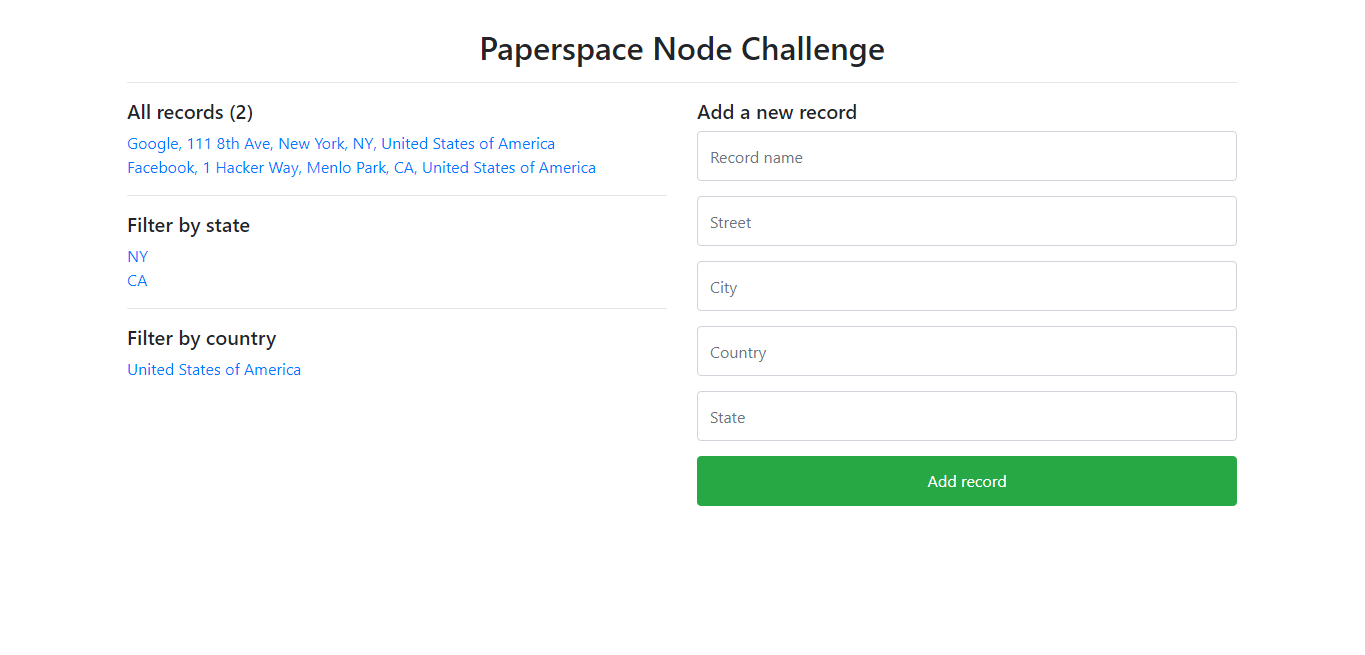 Paperspace Node Challenge
All records (2)
Google, 111 8th Ave, New York, NY, United States of America
Facebook, 1 Hacker Way, Menlo Park, CA, United States of America
Filter by state
NY
CA
Filter by country
United States of America
Add a new record
Record name
Street
City
Country
State
Add record